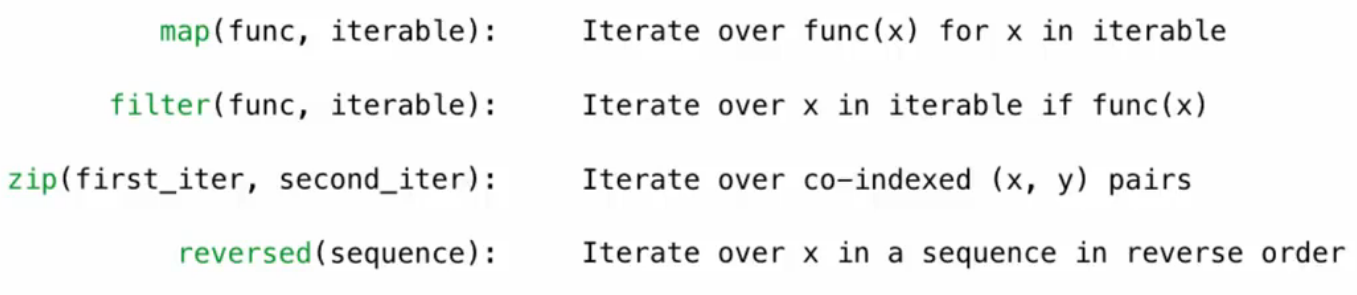 map(func, iterable): Iterate over func(x) for x in iterable
filter(func, iterable): Iterate over x in iterable if func(x)
zip(first_iter, second_iter): Iterate over co-indexed (x, y) pairs
reversed(sequence): Iterate over x in a sequence in reverse order